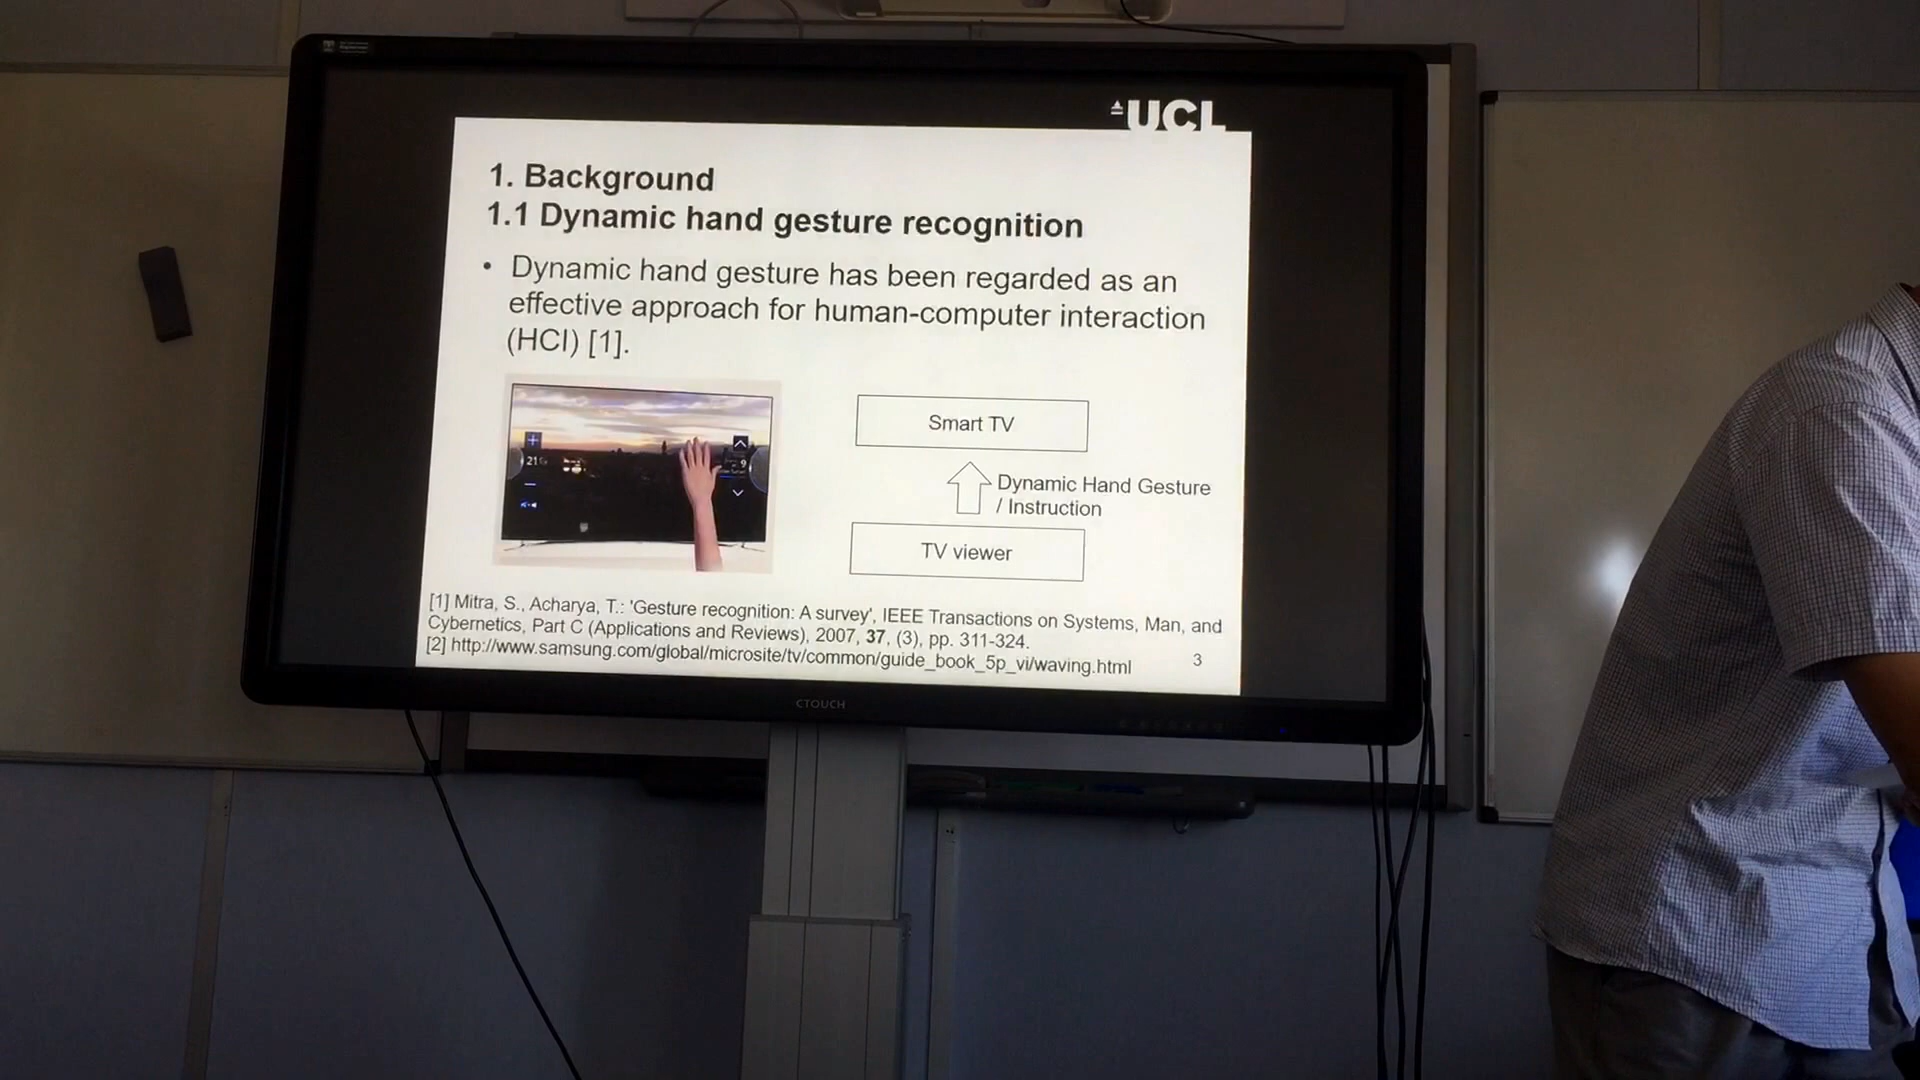 UCL
1. Background
1.1 Dynamic hand gesture recognition
• Dynamic hand gesture has been regarded as an
effective approach for human-computer interaction
(HCI) [1].
Smart TV
Dynamic Hand Gesture
/ Instruction
TV viewer
[1] Mitra, S., Acharya, T.: 'Gesture recognition: A survey', IEEE Transactions on Systems, Man, and
Cybernetics, Part C (Applications and Reviews), 2007, 37, (3), pp. 311-324.
[2] http://www.samsung.com/global/microsite/tv/common/guide_book_5p_vi/waving.html
3
CTOUCH